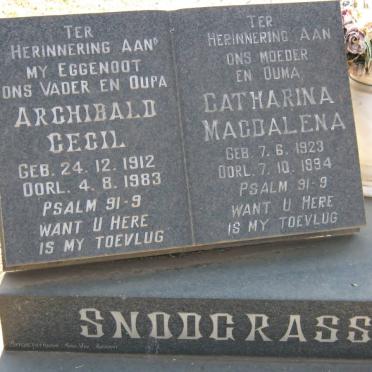 TER
HERINNERING AAN
MY EGGENOOT
ONS VADER EN OUPA
ARCHIBALD
CECIL
GEB. 24. 12. 1912
OORL. 4. 8. 1983
PSALM 91-9
WANT U HERE
IS MY TOEVLUG
TER
HERINNERING AAN
ONS MOEDER
EN OUMA
CATHARINA
MAGDALENA
GEB. 7. 6. 1923
OORL. 7. 10. 1994
PSALM 91-9
WANT U HERE
IS MY TOEVLUG
SNODGRASS